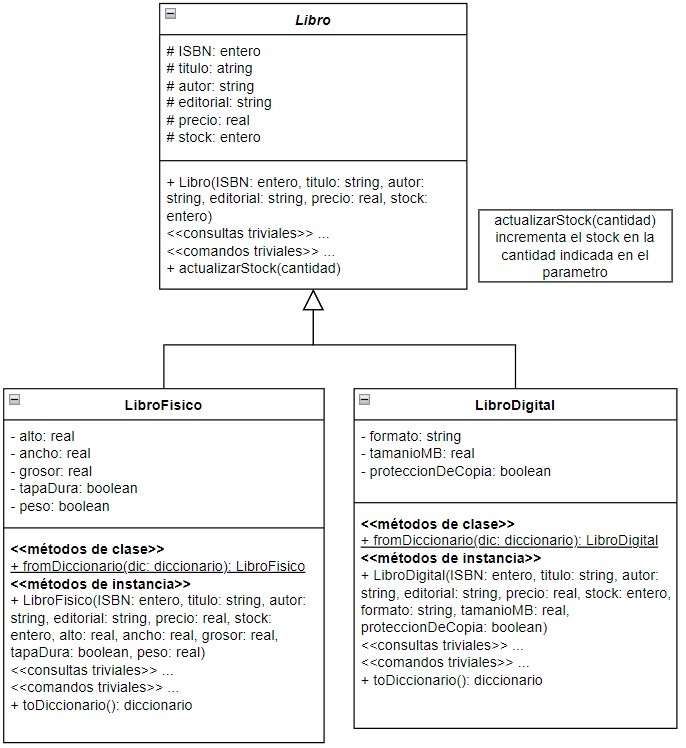 Libro
# ISBN: entero
# titulo: atring
# autor: string
# editorial: string
# precio: real
# stock: entero
+ Libro(ISBN: entero, titulo: string, autor:
string, editorial: string, precio: real, stock:
entero)
<<consultas triviales>> ...
<<comandos triviales>> ...
+ actualizarStock(cantidad)
actualizarStock(cantidad)
incrementa el stock en la
cantidad indicada en el
parametro
LibroFisico
- alto: real
- ancho: real
- grosor: real
- tapaDura: boolean
- peso: boolean
<<métodos de clase>>
+ fromDiccionario(dic: diccionario): LibroFisico
<<métodos de instancia>>
+ LibroFisico(ISBN: entero, titulo: string, autor:
string, editorial: string, precio: real, stock:
entero, alto: real, ancho: real, grosor: real,
tapaDura: boolean, peso: real)
<<consultas triviales>> ...
<<comandos triviales>> ...
+ toDiccionario(): diccionario
LibroDigital
- formato: string
- tamanioMB: real
- proteccionDeCopia: boolean
<<métodos de clase>>
+ fromDiccionario(dic: diccionario): LibroDigital
<<métodos de instancia>>
+ LibroDigital(ISBN: entero, titulo: string, autor:
string, editorial: string, precio: real, stock: entero,
formato: string, tamanioMB: real,
proteccionDeCopia: boolean)
<<consultas triviales>> ...
<<comandos triviales>> ...
+ toDiccionario(): diccionario